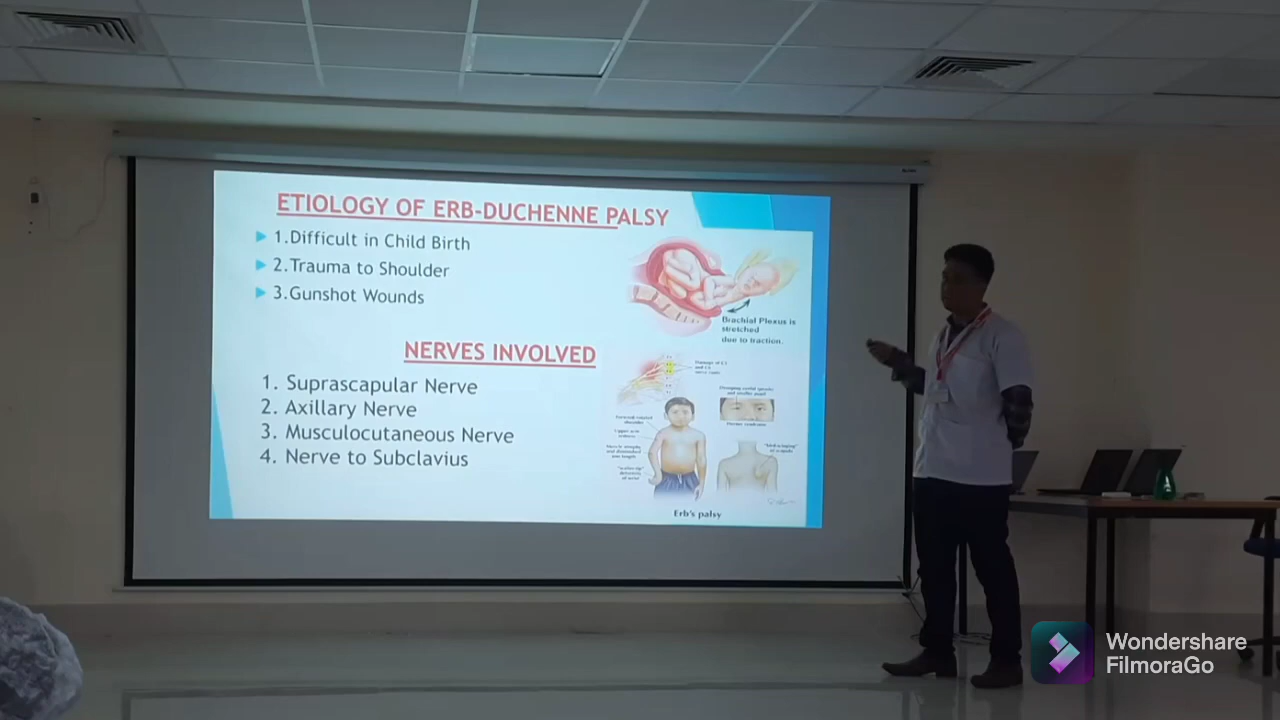 ETIOLOGY OF ERB-DUCHENNE PALSY
1.Difficult in Child Birth
2.Trauma to Shoulder
3.Gunshot Wounds
Brachial Plexus is
stretched
due to traction.
NERVES INVOLVED
1. Suprascapular Nerve
2. Axillary Nerve
3. Musculocutaneous Nerve
4. Nerve to Subclavius
Erb's palsy
Wondershare
FilmoraGo